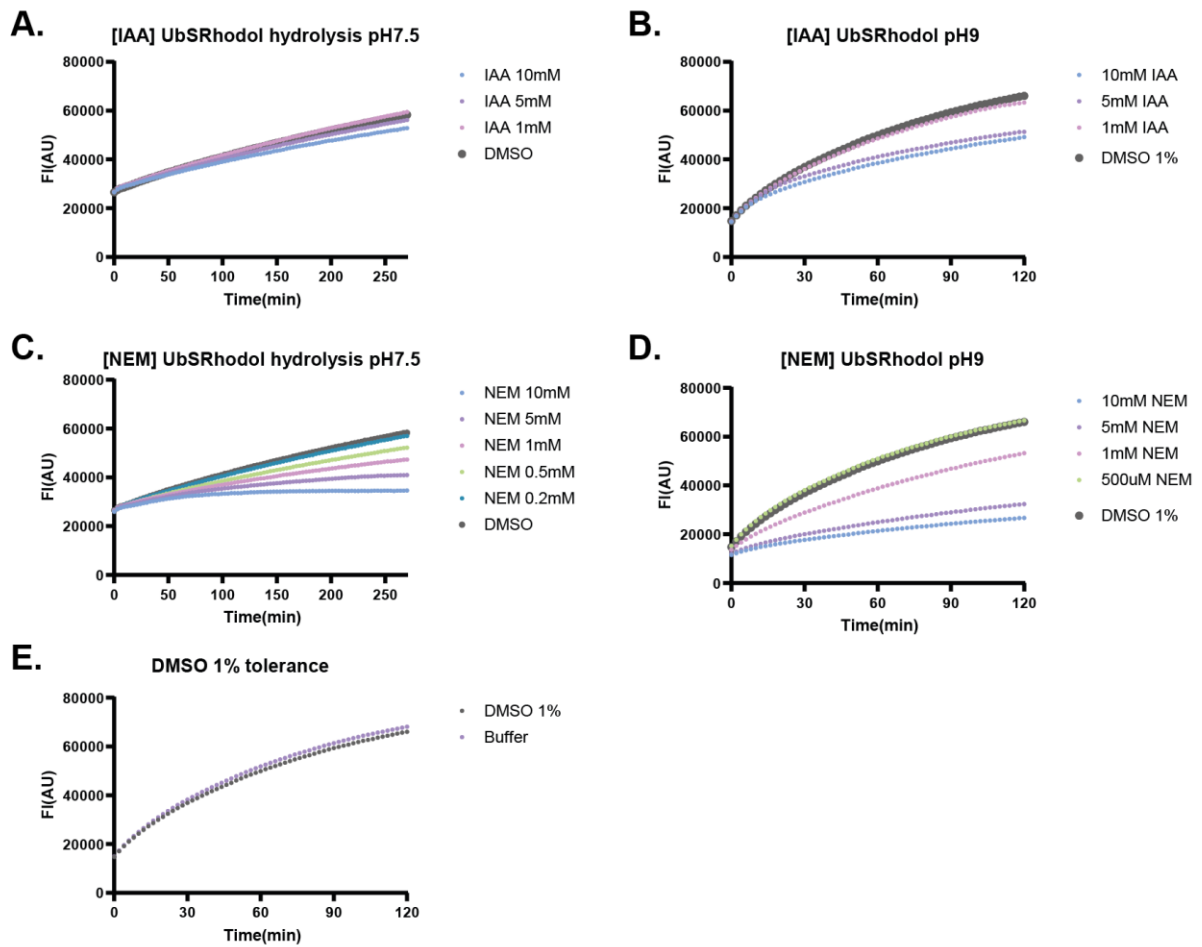 A.
[IAA] UbSRhodol hydrolysis pH7.5
80000
60000
40000
20000
0
FI(AU)
0 50 100 150 200 250
Time(min)
IAA 10mM
IAA 5mM
IAA 1mM
DMSO
B.
[IAA] UbSRhodol pH9
80000
60000
40000
20000
0
FI(AU)
0 30 60 90 120
Time(min)
10mM IAA
5mM IAA
1mM IAA
DMSO 1%
C.
[NEM] UbSRhodol hydrolysis pH7.5
80000
60000
40000
20000
0
FI(AU)
0 50 100 150 200 250
Time(min)
NEM 10mM
NEM 5mM
NEM 1mM
NEM 0.5mM
NEM 0.2mM
DMSO
D.
[NEM] UbSRhodol pH9
80000
60000
40000
20000
0
FI(AU)
0 30 60 90 120
Time(min)
10mM NEM
5mM NEM
1mM NEM
500uM NEM
DMSO 1%
E.
DMSO 1% tolerance
80000
60000
40000
20000
0
FI(AU)
0 30 60 90 120
Time(min)
DMSO 1%
Buffer